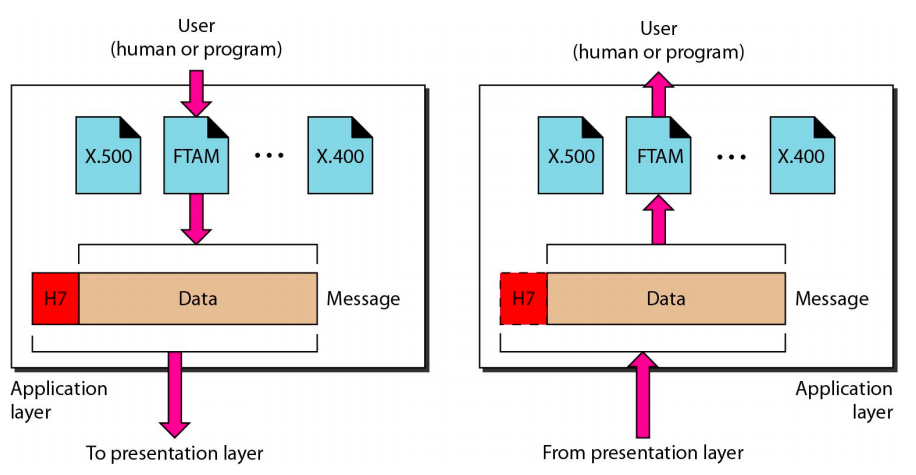 User
(human or program)
X.500
FTAM
...
X.400
H7
Data
Message
Application
layer
To presentation layer
User
(human or program)
X.500
FTAM
...
X.400
H7
Data
Message
Application
layer
From presentation layer